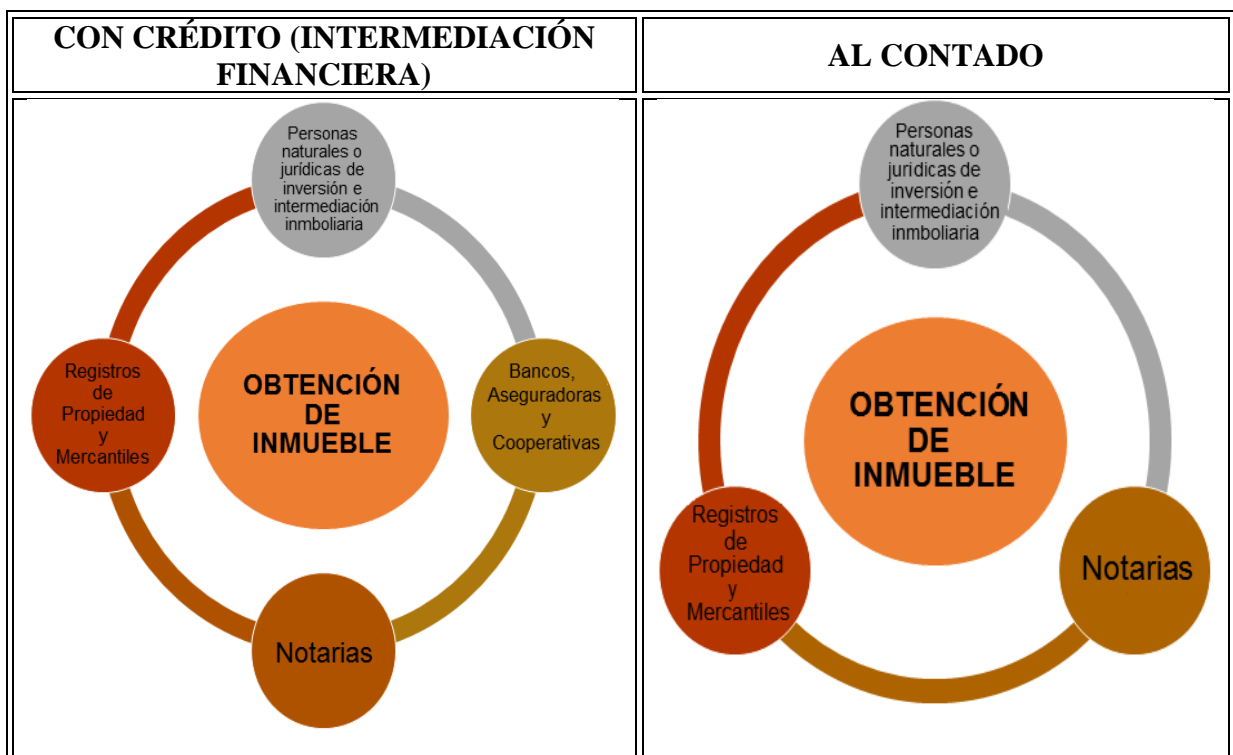 CON CRÉDITO (INTERMEDIACIÓN
FINANCIERA)
AL CONTADO
Personas
naturales o
jurídicas de
inversión e
intermediación
inmboliaria
Registros
de
Propiedad
y
Mercantiles
OBTENCIÓN
DE
INMUEBLE
Bancos,
Aseguradoras
y
Cooperativas
Notarias
Personas
naturales o
jurídicas de
inversión e
intermediación
inmboliaria
OBTENCIÓN
DE
INMUEBLE
Registros
de
Propiedad
y
Mercantiles
Notarias